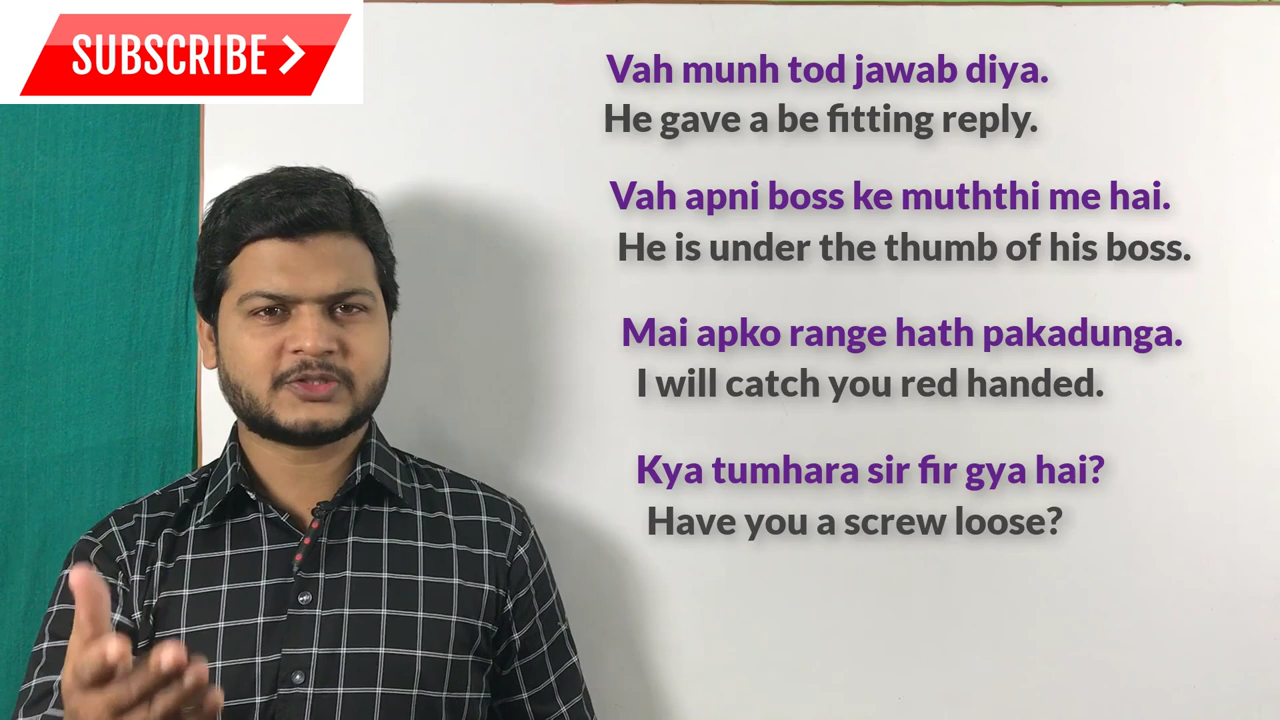 SUBSCRIBE
Vah munh tod jawab diya.
He gave a be fitting reply.
Vah apni boss ke muththi me hai.
He is under the thumb of his boss.
Mai apko range hath pakadunga.
I will catch you red handed.
Kya tumhara sir fir gya hai?
Have you a screw loose?